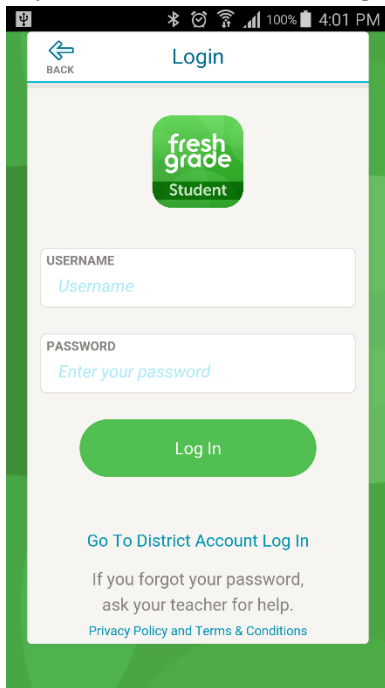 100% 4:01 PM
BACK
Login
fresh
grade
Student
USERNAME
Username
PASSWORD
Enter your password
Log In
Go To District Account Log In
If you forgot your password,
ask your teacher for help.
Privacy Policy and Terms & Conditions